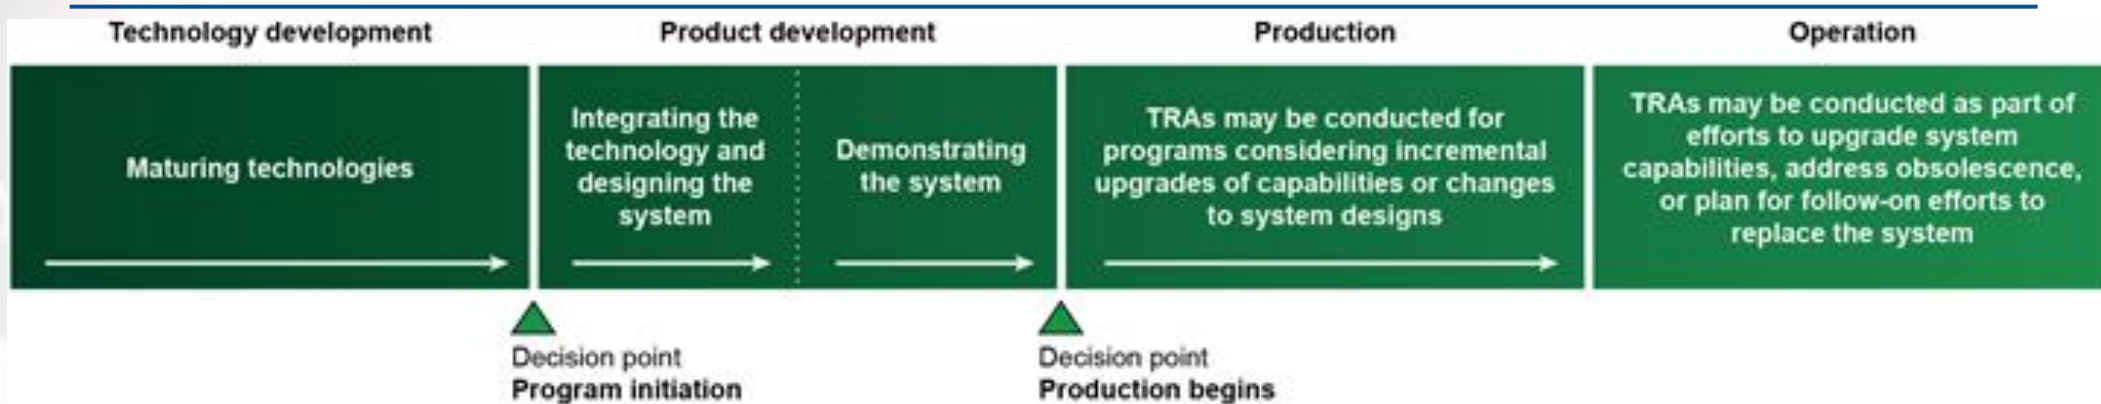 Technology development
Product development
Production
Operation
Maturing technologies
Integrating the
technology and
designing the
system
Demonstrating
the system
TRAs may be conducted for
programs considering incremental
upgrades of capabilities or changes
to system designs
TRAs may be conducted as part of
efforts to upgrade system
capabilities, address obsolescence,
or plan for follow-on efforts to
replace the system
Decision point
Program initiation
Decision point
Production begins